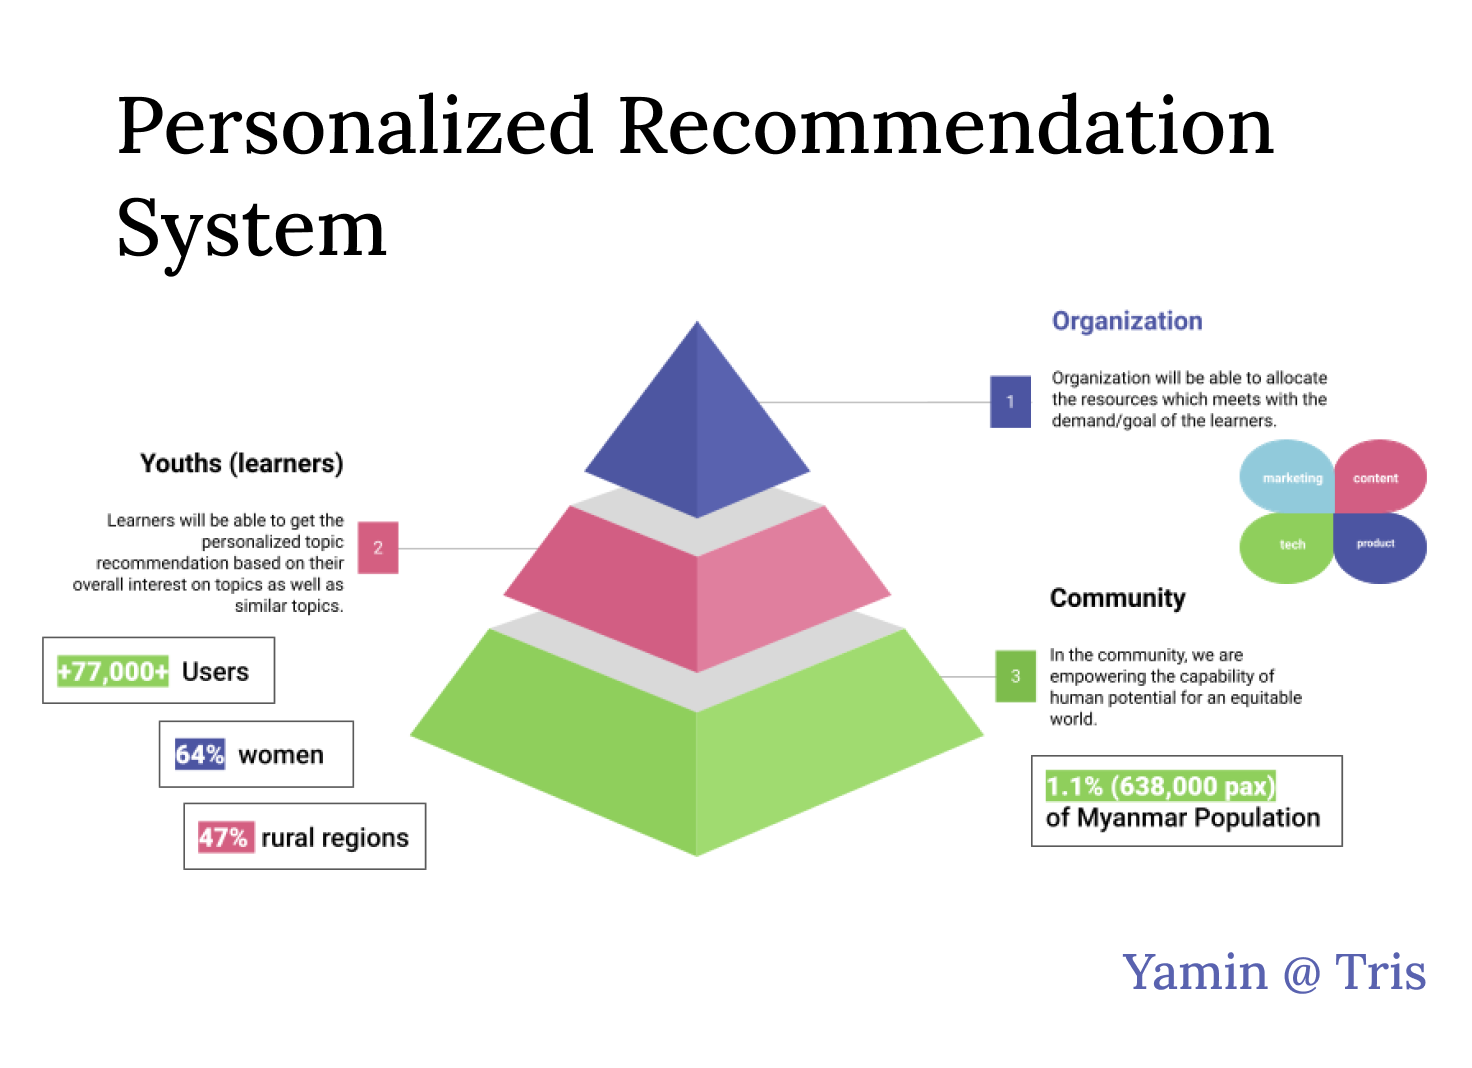 Personalized Recommendation
System
Organization
1
Organization will be able to allocate
the resources which meets with the
demand/goal of the learners.
marketing
content
tech
product
Youths (learners)
Learners will be able to get the
personalized topic
recommendation based on their
overall interest on topics as well as
similar topics.
2
+77,000+ Users
64% women
47% rural regions
Community
3
In the community, we are
empowering the capability of
human potential for an equitable
world.
1.1% (638,000 pax)
of Myanmar Population
Yamin @ Tris